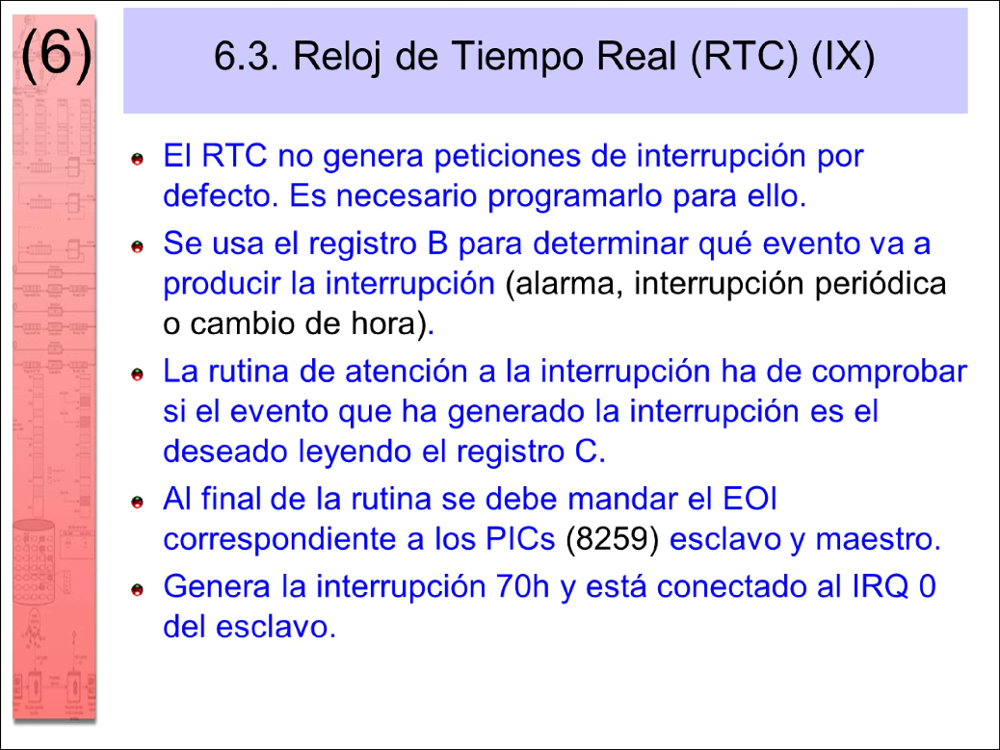 (6)
6.3. Reloj de Tiempo Real (RTC) (IX)
El RTC no genera peticiones de interrupción por
defecto. Es necesario programarlo para ello.
Se usa el registro B para determinar qué evento va a
producir la interrupción (alarma, interrupción periódica
o cambio de hora).
La rutina de atención a la interrupción ha de comprobar
si el evento que ha generado la interrupción es el
deseado leyendo el registro C.
Al final de la rutina se debe mandar el EOI
correspondiente a los PICs (8259) esclavo y maestro.
Genera la interrupción 70h y está conectado al IRQ 0
del esclavo.